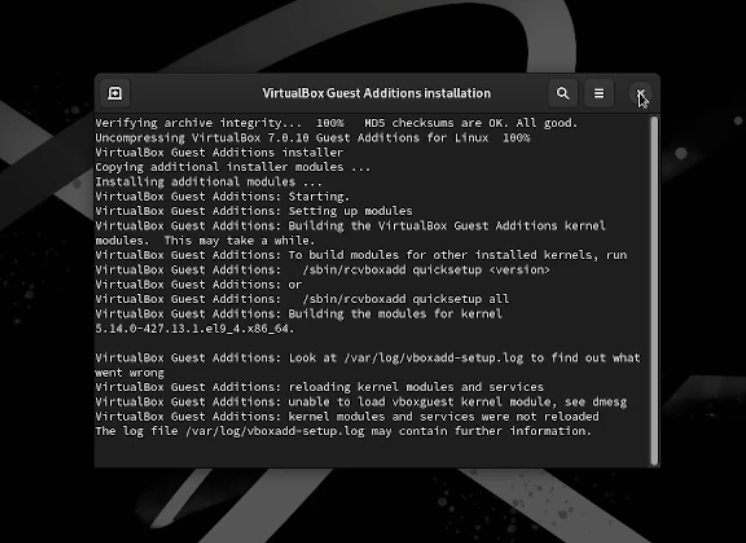 VirtualBox Guest Additions installation
Verifying archive integrity...  100%   MD5 checksums are OK. All good.
Uncompressing VirtualBox 7.0.10 Guest Additions for Linux  100%
VirtualBox Guest Additions installer
Copying additional installer modules ...
Installing additional modules ...
VirtualBox Guest Additions: Starting.
VirtualBox Guest Additions: Setting up modules
VirtualBox Guest Additions: Building the VirtualBox Guest Additions kernel
modules.  This may take a while.
VirtualBox Guest Additions: To build modules for other installed kernels, run
VirtualBox Guest Additions:   /sbin/rcvboxadd quicksetup <version>
VirtualBox Guest Additions: or
VirtualBox Guest Additions:   /sbin/rcvboxadd quicksetup all
VirtualBox Guest Additions: Building the modules for kernel
5.14.0-427.13.1.el9_4.x86_64.
VirtualBox Guest Additions: Look at /var/log/vboxadd-setup.log to find out what
went wrong
VirtualBox Guest Additions: reloading kernel modules and services
VirtualBox Guest Additions: unable to load vboxguest kernel module, see dmesg
VirtualBox Guest Additions: kernel modules and services were not reloaded
The log file /var/log/vboxadd-setup.log may contain further information.